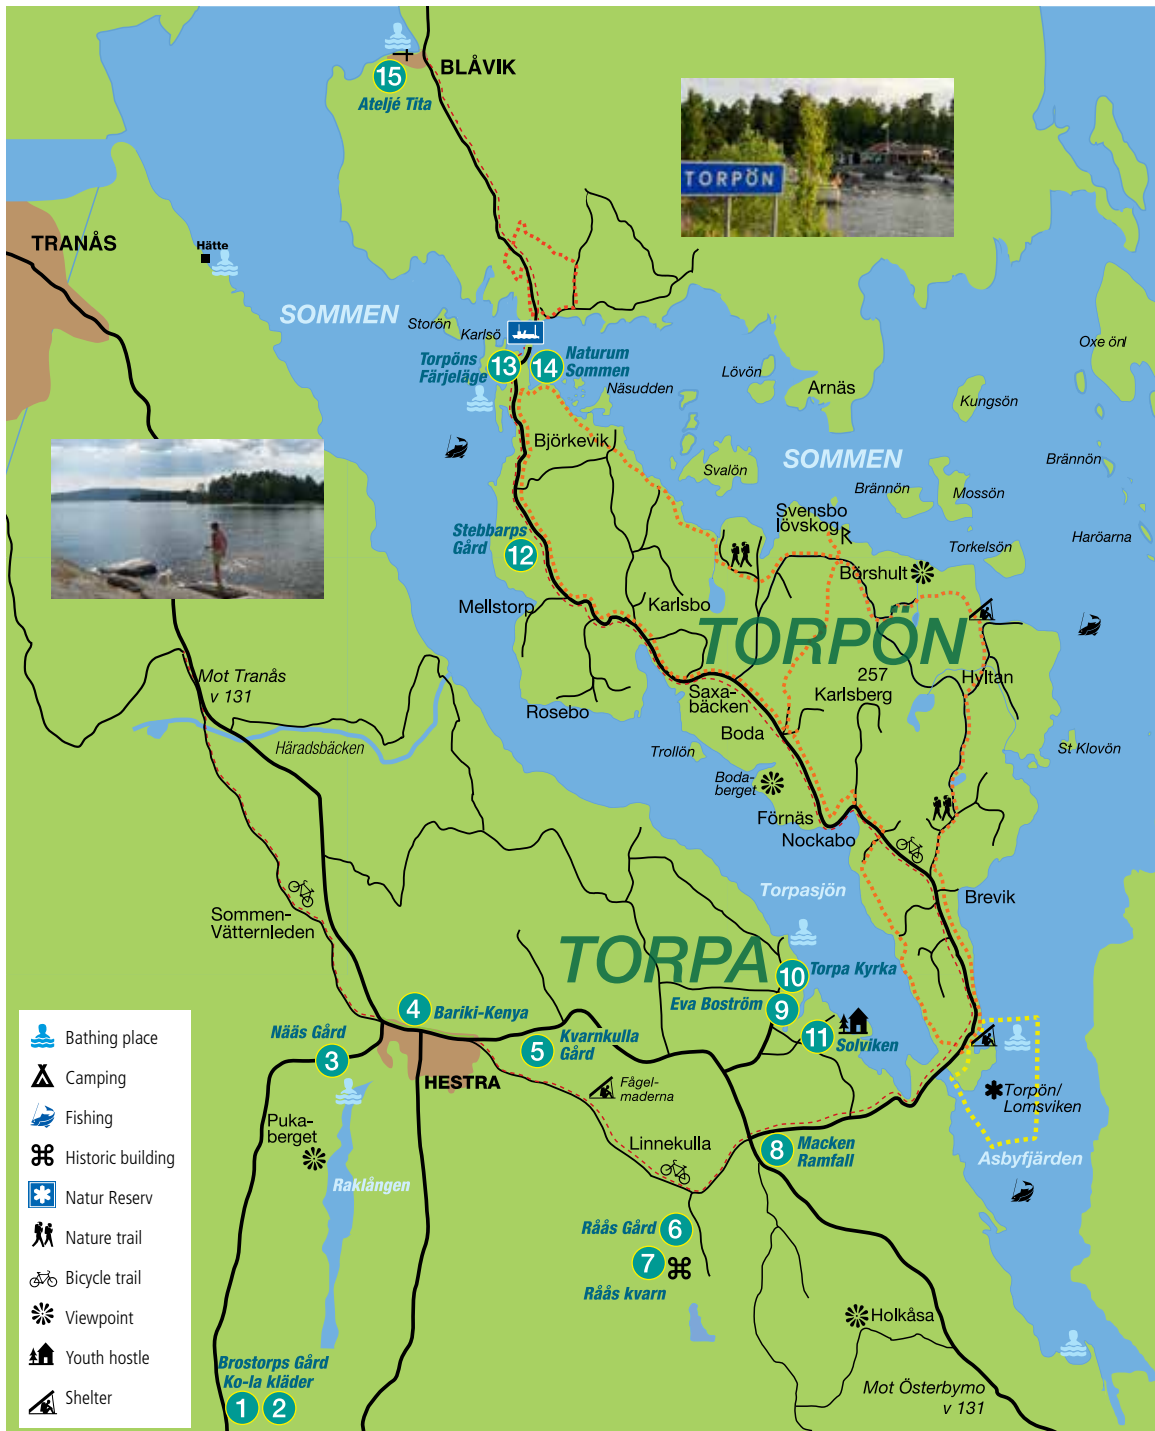 BLÅVIK
15
Ateljé Tita
TORPÖN
TRANÅS
Hätte
SOMMEN
Storön
Karlsö
Torpöns
Färjeläge
13
14
Naturum
Sommen
Näsudden
Lövön
Arnäs
Oxe önl
Kungsön
Björkevik
SOMMEN
Svalön
Brännön
Mossön
Brännön
Svensbo
lövskog
R
Torkelsön
Haröarna
Stebbarps
Gård
12
Börshult
Mellstorp
Karlsbo
TORPÖN
257
Karlsberg
Hyltan
Mot Tranås
v 131
Saxa-
bäcken
Rosebo
Boda
Häradsbäcken
Trollön
St Klovön
Boda-
berget
Förnäs
Nockabo
Torpasjön
Brevik
Sommen-
Vätternleden
TORPA
10
Torpa Kyrka
Eva Boström
9
4
Bariki-Kenya
Nääs Gård
3
5
Kvarnkulla
Gård
11
Solviken
HESTRA
Fågel-
maderna
Torpön/
Lomsviken
Puka-
berget
Linnekulla
8
Macken
Ramfall
Asbyfjärden
Raklången
Råås Gård
6
7
Råås kvarn
Holkåsa
Brostorps Gård
Ko-la kläder
1
2
Mot Österbymo
v 131
Bathing place
Camping
Fishing
Historic building
Natur Reserv
Nature trail
Bicycle trail
Viewpoint
Youth hostle
Shelter